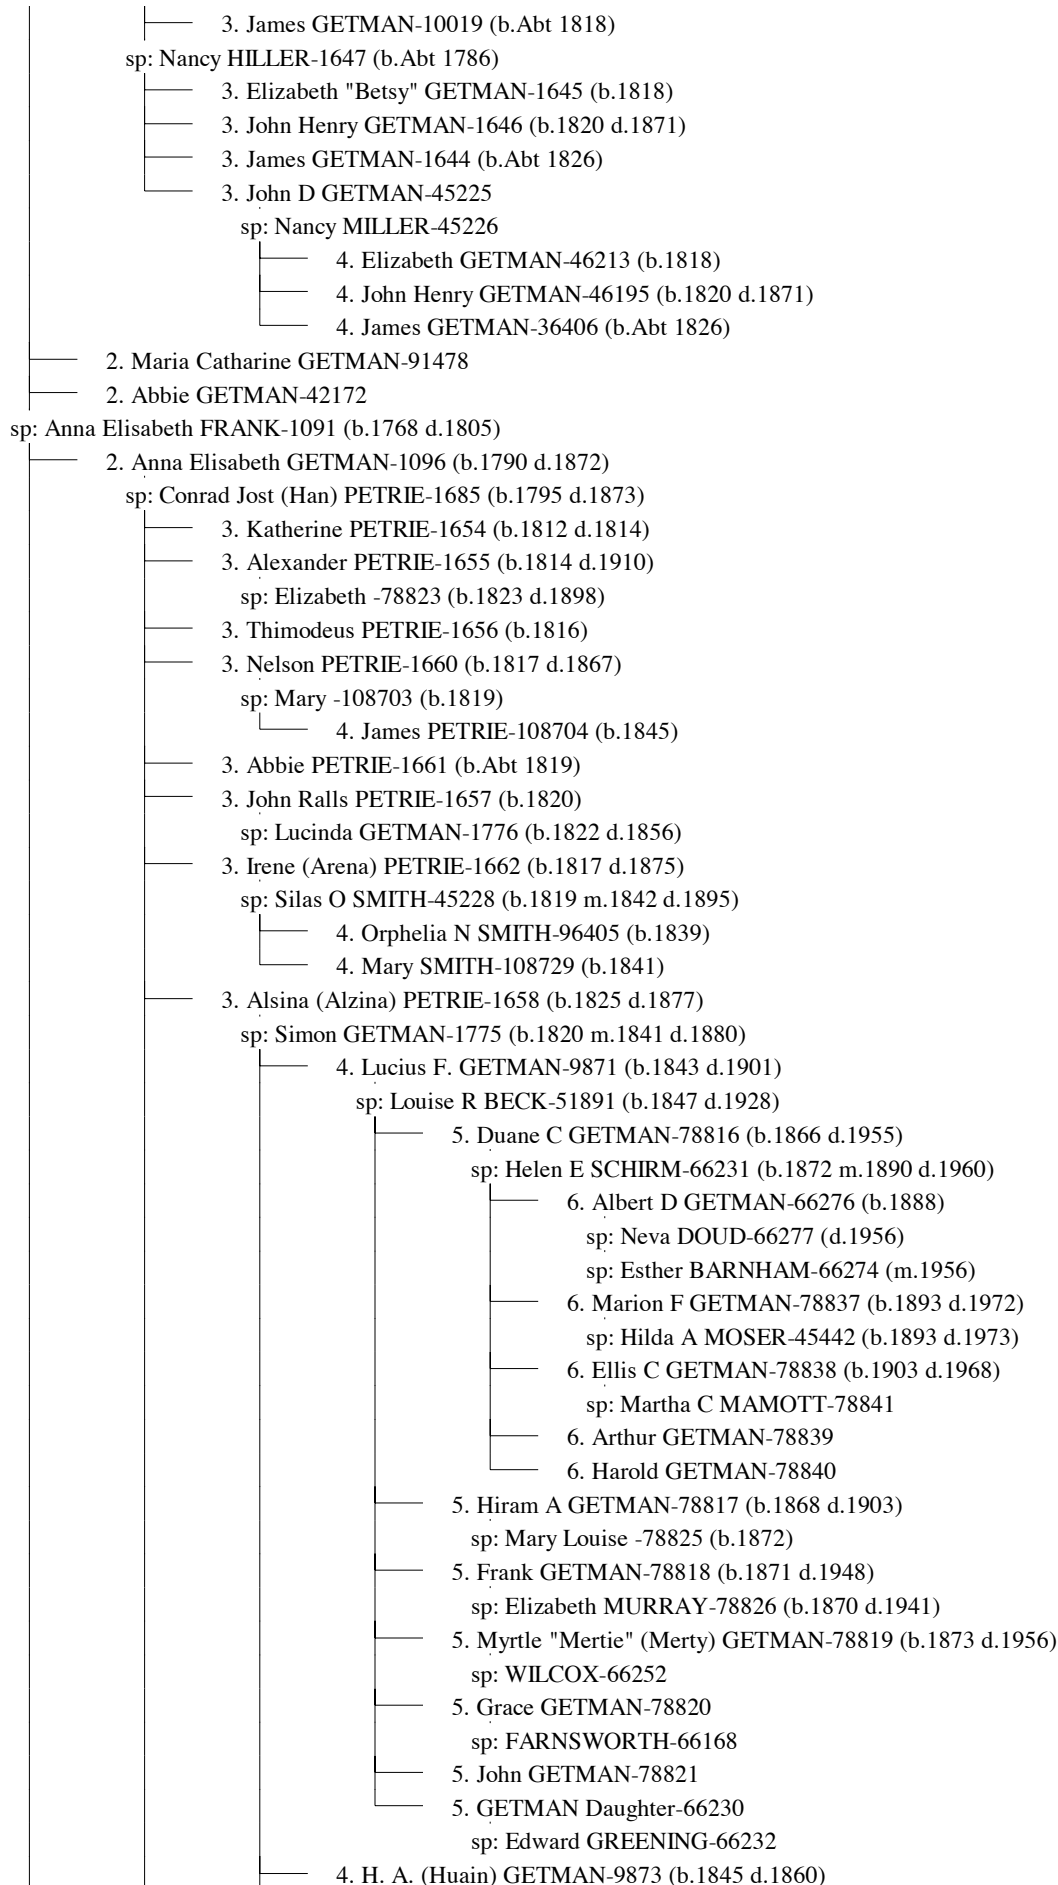 3. James GETMAN-10019 (b.Abt 1818)
sp: Nancy HILLER-1647 (b.Abt 1786)
3. Elizabeth "Betsy" GETMAN-1645 (b.1818)
3. John Henry GETMAN-1646 (b.1820 d.1871)
3. James GETMAN-1644 (b.Abt 1826)
3. John D GETMAN-45225
sp: Nancy MILLER-45226
4. Elizabeth GETMAN-46213 (b.1818)
4. John Henry GETMAN-46195 (b.1820 d.1871)
4. James GETMAN-36406 (b.Abt 1826)
2. Maria Catharine GETMAN-91478
2. Abbie GETMAN-42172
sp: Anna Elisabeth FRANK-1091 (b.1768 d.1805)
2. Anna Elisabeth GETMAN-1096 (b.1790 d.1872)
sp: Conrad Jost (Han) PETRIE-1685 (b.1795 d.1873)
3. Katherine PETRIE-1654 (b.1812 d.1814)
3. Alexander PETRIE-1655 (b.1814 d.1910)
sp: Elizabeth -78823 (b.1823 d.1898)
3. Thimodeus PETRIE-1656 (b.1816)
3. Nelson PETRIE-1660 (b.1817 d.1867)
sp: Mary -108703 (b.1819)
4. James PETRIE-108704 (b.1845)
3. Abbie PETRIE-1661 (b.Abt 1819)
3. John Ralls PETRIE-1657 (b.1820)
sp: Lucinda GETMAN-1776 (b.1822 d.1856)
3. Irene (Arena) PETRIE-1662 (b.1817 d.1875)
sp: Silas O SMITH-45228 (b.1819 m.1842 d.1895)
4. Orphelia N SMITH-96405 (b.1839)
4. Mary SMITH-108729 (b.1841)
3. Alsina (Alzina) PETRIE-1658 (b.1825 d.1877)
sp: Simon GETMAN-1775 (b.1820 m.1841 d.1880)
4. Lucius F. GETMAN-9871 (b.1843 d.1901)
sp: Louise R BECK-51891 (b.1847 d.1928)
5. Duane C GETMAN-78816 (b.1866 d.1955)
sp: Helen E SCHIRM-66231 (b.1872 m.1890 d.1960)
6. Albert D GETMAN-66276 (b.1888)
sp: Neva DOUD-66277 (d.1956)
sp: Esther BARNHAM-66274 (m.1956)
6. Marion F GETMAN-78837 (b.1893 d.1972)
sp: Hilda A MOSER-45442 (b.1893 d.1973)
6. Ellis C GETMAN-78838 (b.1903 d.1968)
sp: Martha C MAMOTT-78841
6. Arthur GETMAN-78839
6. Harold GETMAN-78840
5. Hiram A GETMAN-78817 (b.1868 d.1903)
sp: Mary Louise -78825 (b.1872)
5. Frank GETMAN-78818 (b.1871 d.1948)
sp: Elizabeth MURRAY-78826 (b.1870 d.1941)
5. Myrtle "Mertie" (Merty) GETMAN-78819 (b.1873 d.1956)
sp: WILCOX-66252
5. Grace GETMAN-78820
sp: FARNSWORTH-66168
5. John GETMAN-78821
5. GETMAN Daughter-66230
sp: Edward GREENING-66232
4. H. A. (Huain) GETMAN-9873 (b.1845 d.1860)